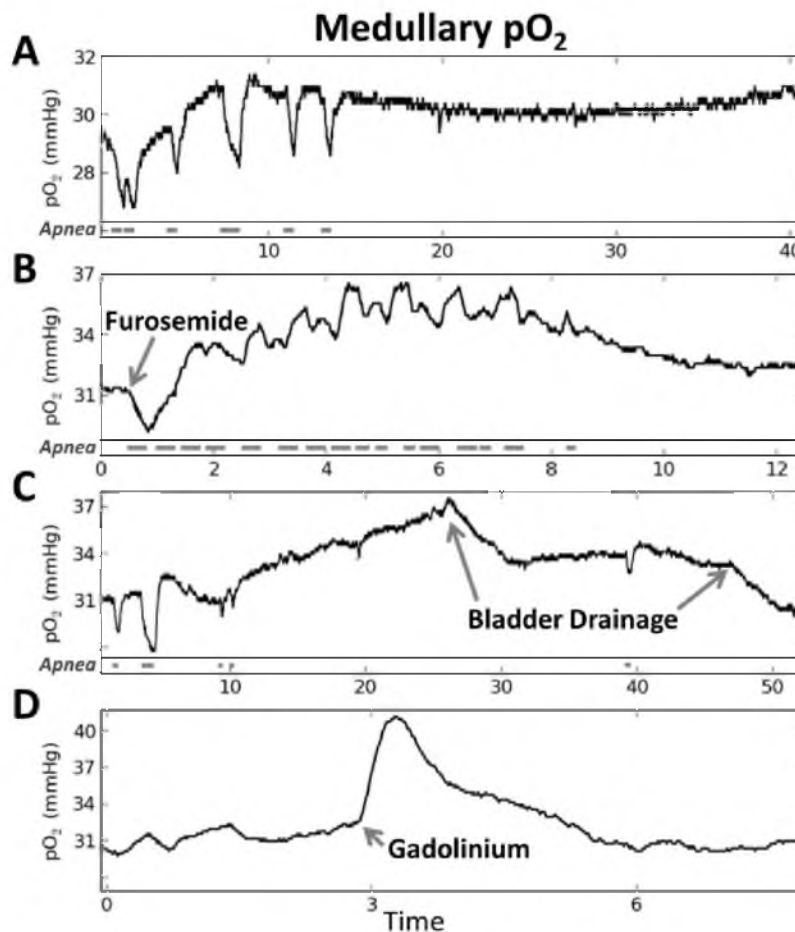 Medullary pO2
A
32
30
28
pO2 (mmHg)
Apnea
10 20 30 40
B
37
34
31
pO2 (mmHg)
Furosemide
Apnea
0 2 4 6 8 10 12
C
37
34
31
pO2 (mmHg)
Bladder Drainage
Apnea
10 20 30 40 50
D
40
37
34
31
pO2 (mmHg)
Gadolinium
0 3 6
Time